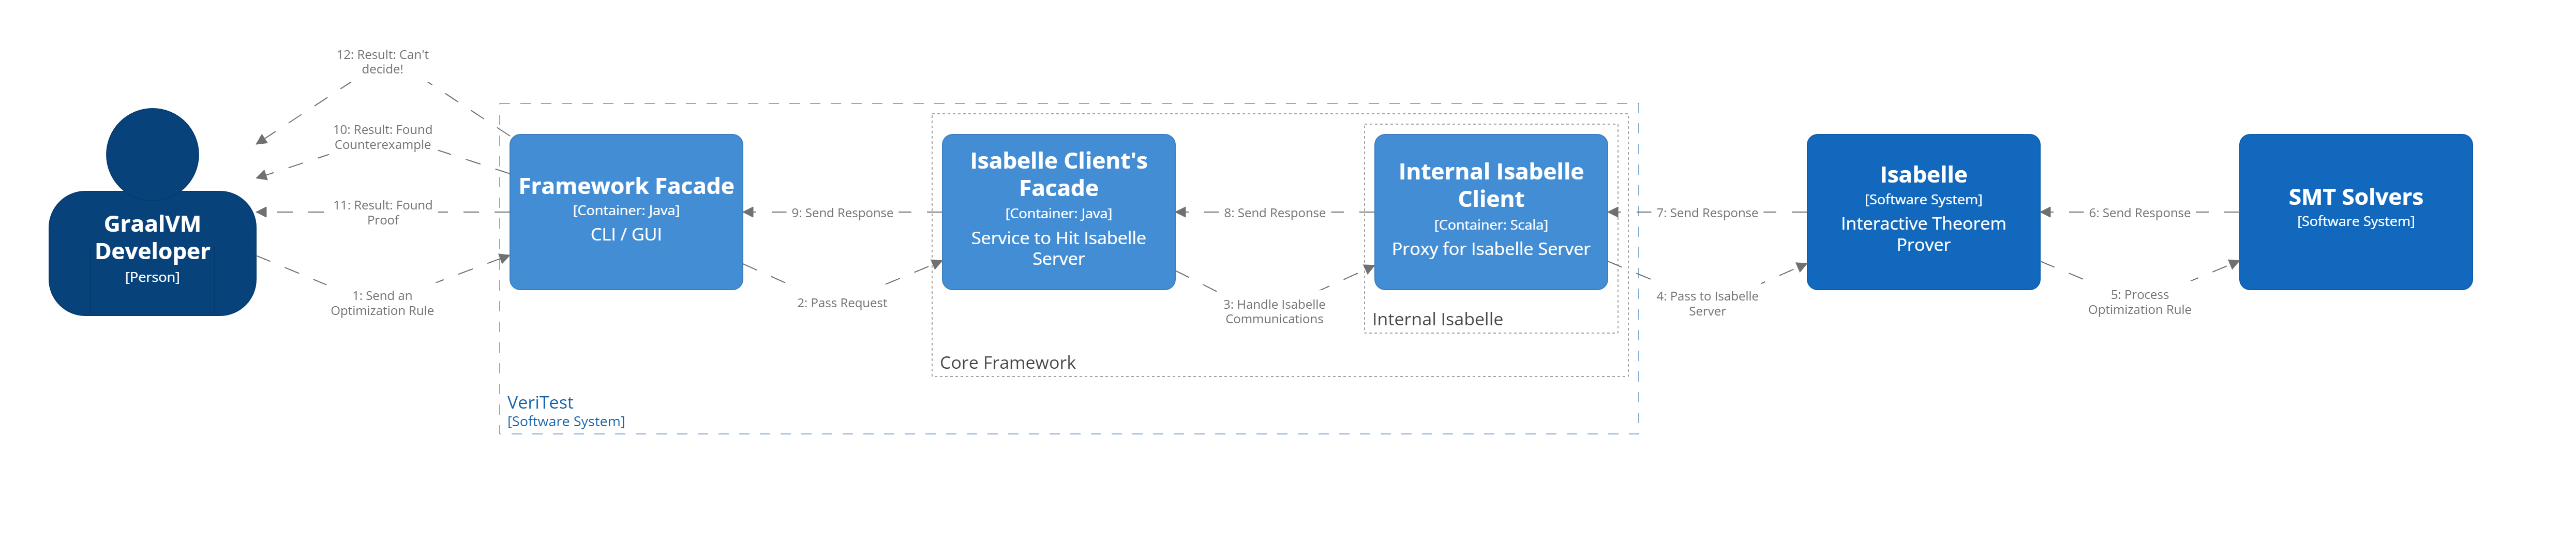 12: Result: Can't
decide!
10: Result: Found
Counterexample
11: Result: Found
Proof
1: Send an
Optimization Rule
GraalVM
Developer
[Person]
Framework Facade
[Container: Java]
CLI / GUI
9: Send Response
2: Pass Request
Isabelle Client's
Facade
[Container: Java]
Service to Hit Isabelle
Server
8: Send Response
3: Handle Isabelle
Communications
Internal Isabelle
Client
[Container: Scala]
Proxy for Isabelle Server
Internal Isabelle
Core Framework
VeriTest
[Software System]
7: Send Response
4: Pass to Isabelle
Server
Isabelle
[Software System]
Interactive Theorem
Prover
6: Send Response
5: Process
Optimization Rule
SMT Solvers
[Software System]